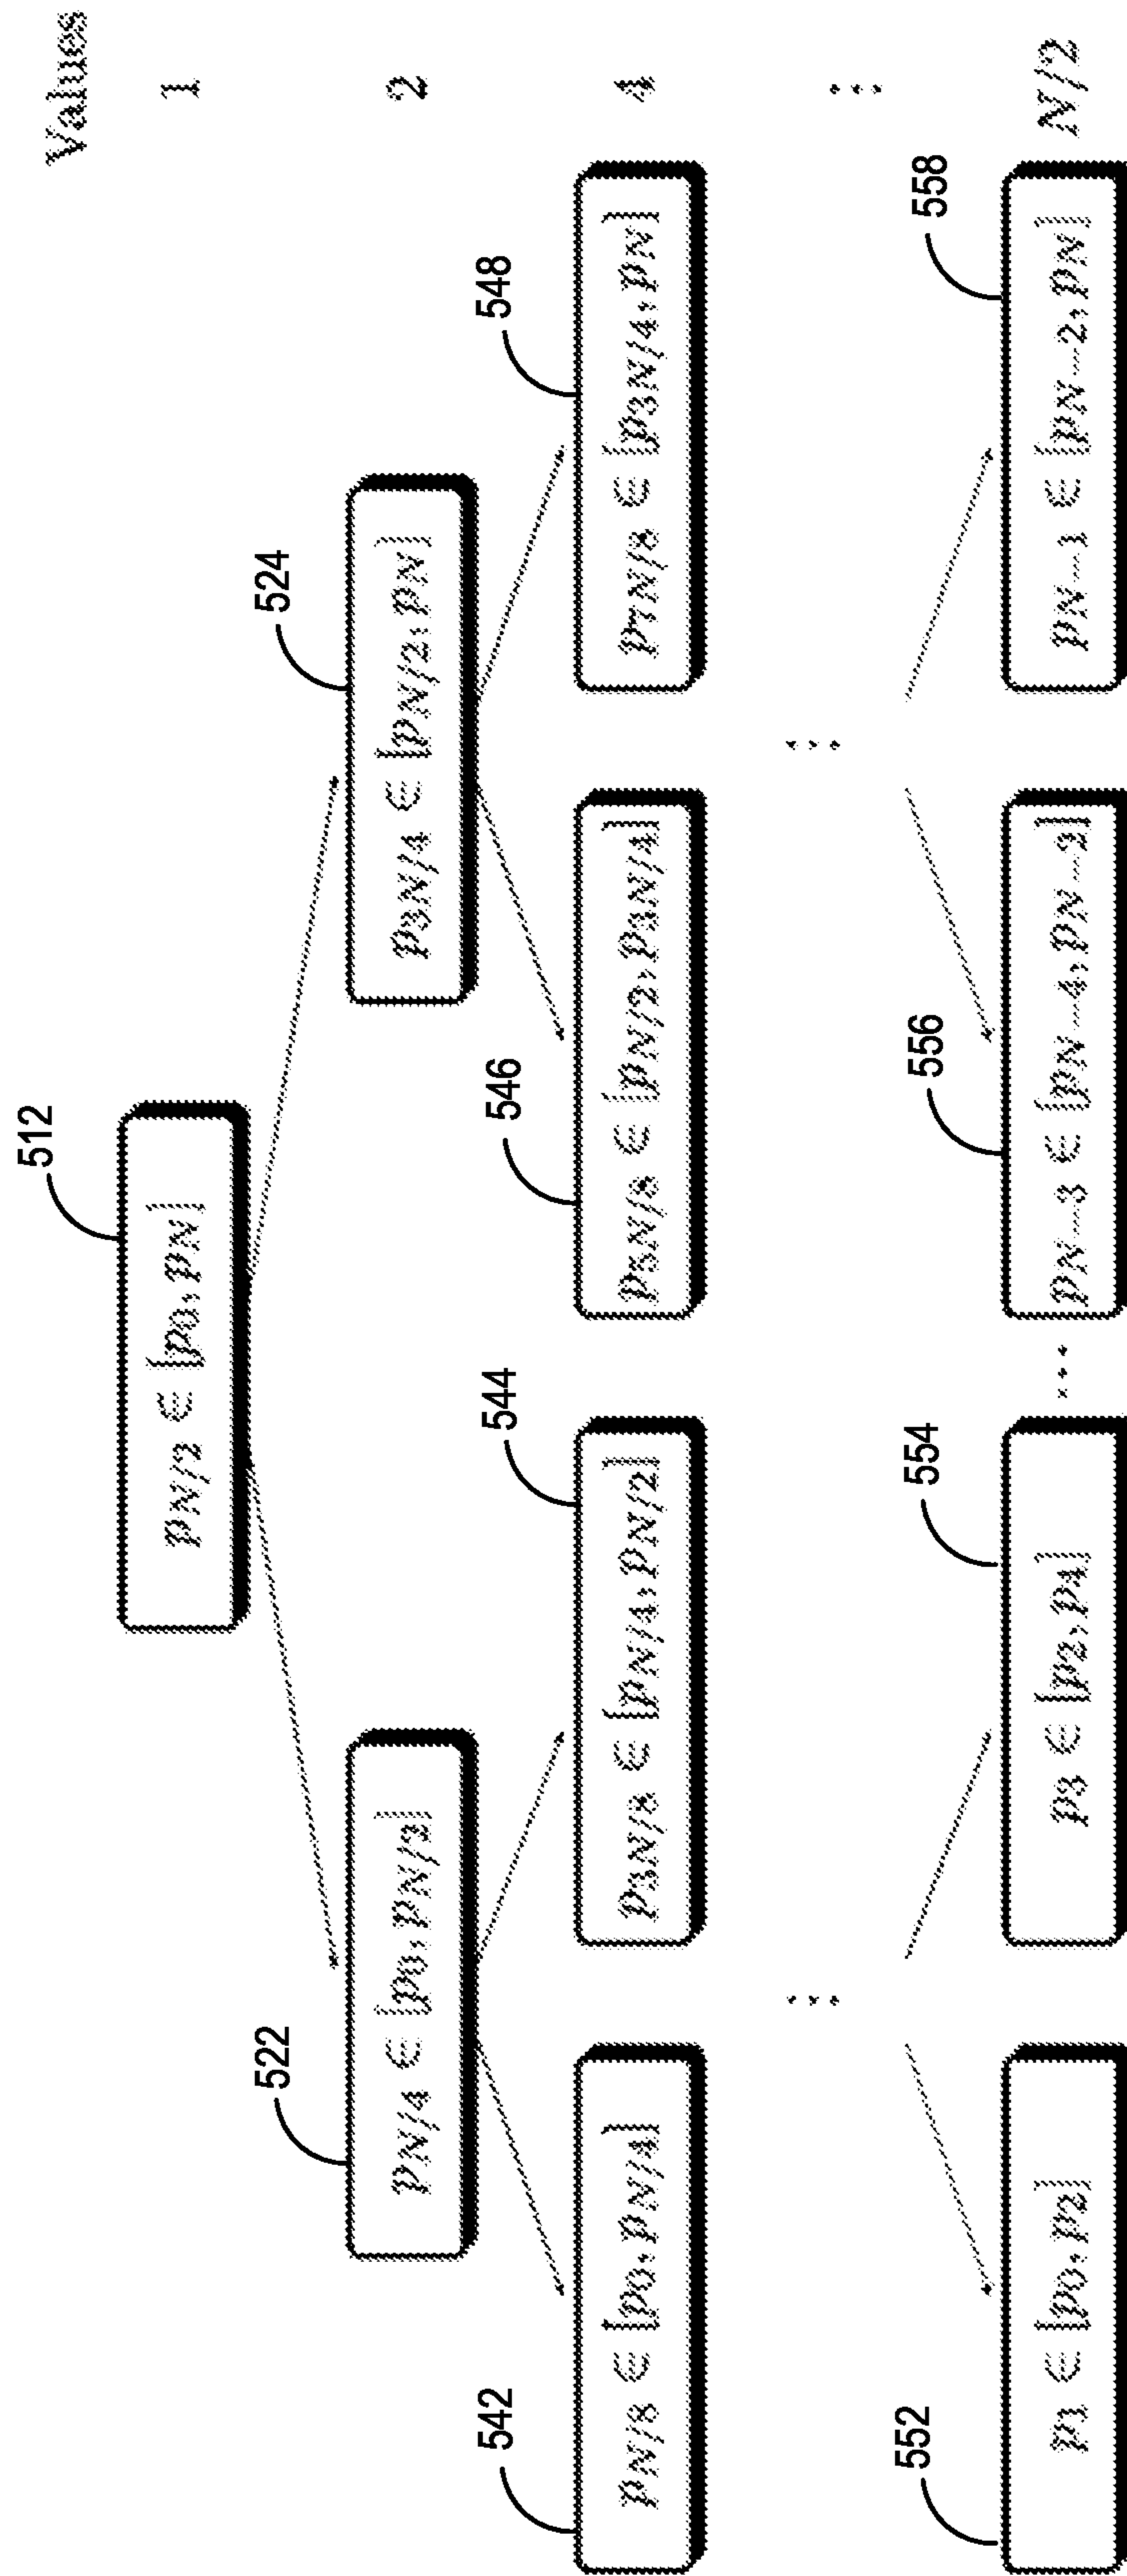 Values
512
p_{N/2} ∈ [p_0, p_N]
1
522
524
p_{N/4} ∈ [p_0, p_{N/2}]
p_{3N/4} ∈ [p_{N/2}, p_N]
2
542
544
546
548
p_{N/8} ∈ [p_0, p_{N/4}]
p_{3N/8} ∈ [p_{N/4}, p_{N/2}]
p_{5N/8} ∈ [p_{N/2}, p_{3N/4}]
p_{7N/8} ∈ [p_{3N/4}, p_N]
4
⋮
⋮
⋮
552
554
556
558
p_1 ∈ [p_0, p_2]
p_3 ∈ [p_2, p_4]
⋯
p_{N−3} ∈ [p_{N−4}, p_{N−2}]
p_{N−1} ∈ [p_{N−2}, p_N]
N/2